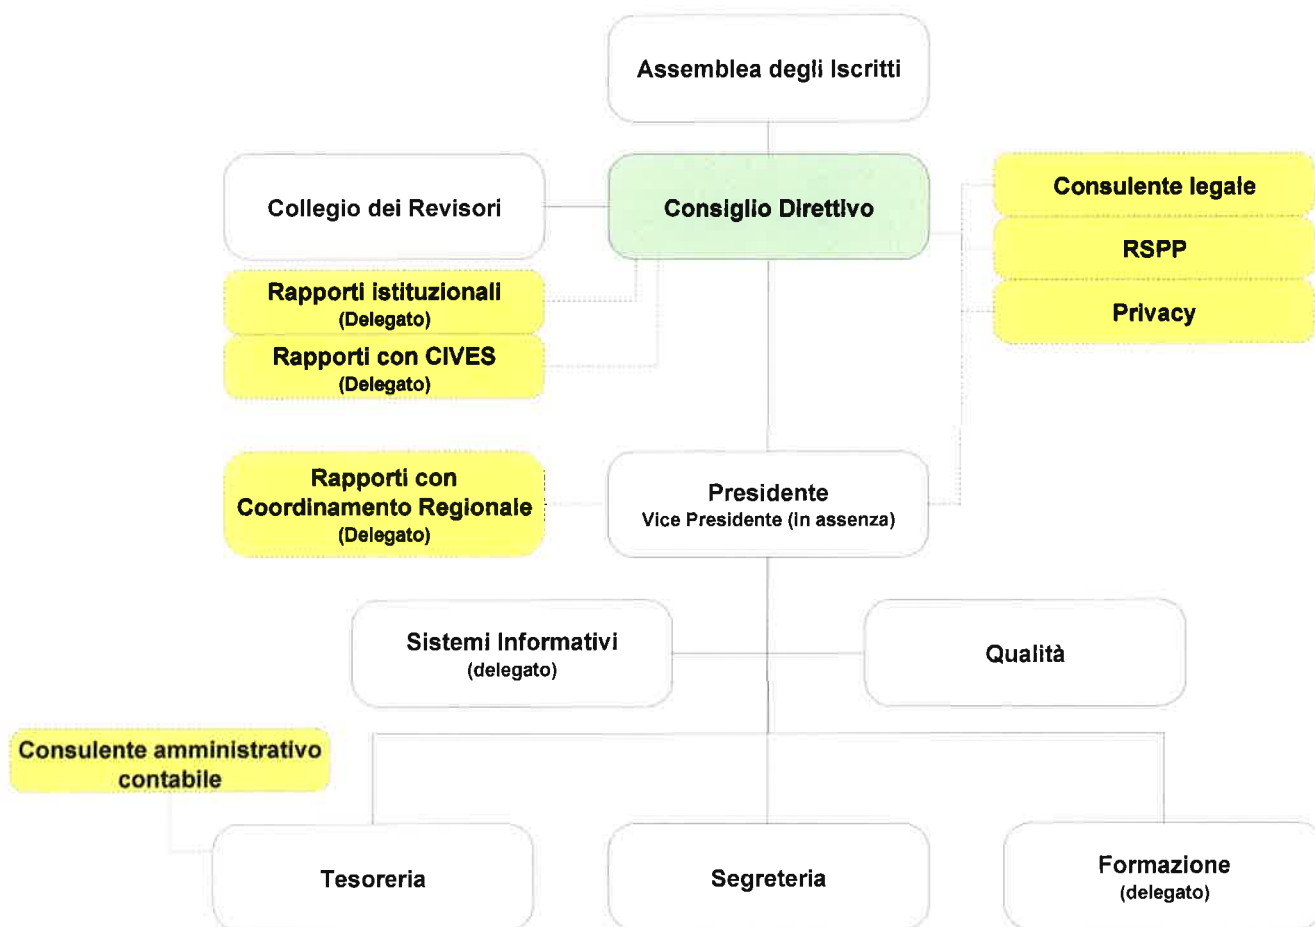 Assemblea degli Iscritti
Collegio dei Revisori
Consiglio Direttivo
Consulente legale
RSPP
Privacy
Rapporti istituzionali
(Delegato)
Rapporti con CIVES
(Delegato)
Rapporti con
Coordinamento Regionale
(Delegato)
Presidente
Vice Presidente (in assenza)
Sistemi Informativi
(delegato)
Qualità
Consulente amministrativo
contabile
Tesoreria
Segreteria
Formazione
(delegato)